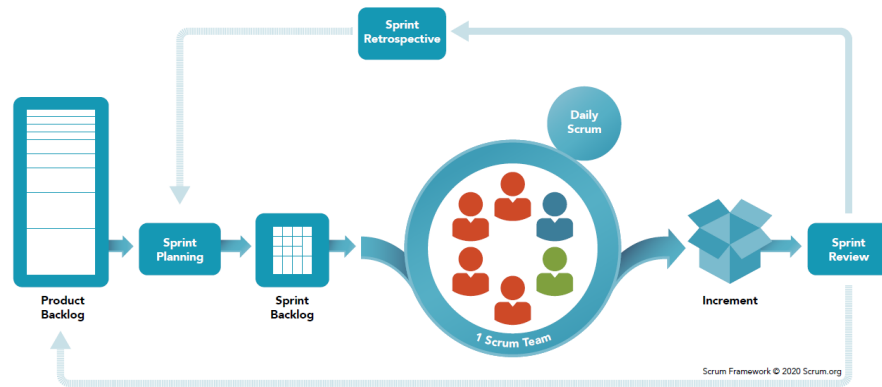 Sprint
Retrospective
Daily
Scrum
Sprint
Planning
Sprint
Review
Product
Backlog
Sprint
Backlog
Increment
1 Scrum Team
Scrum Framework © 2020 Scrum.org